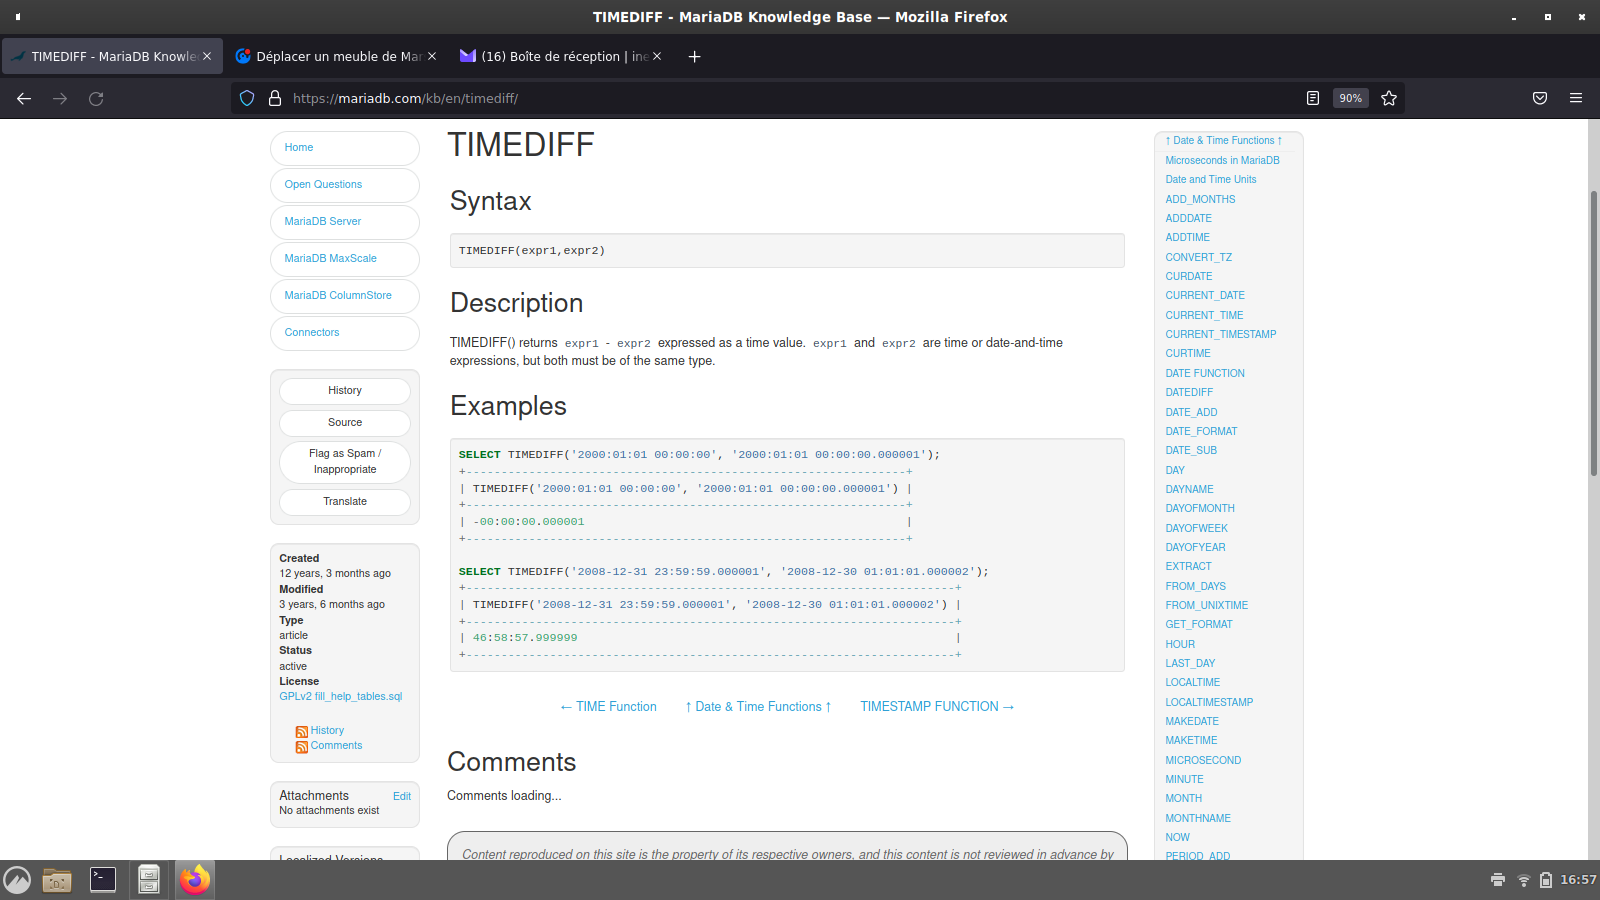 TIMEDIFF - MariaDB Knowledge Base — Mozilla Firefox
TIMEDIFF - MariaDB Knowle
Déplacer un meuble de Mar
(16) Boîte de réception | ine
https://mariadb.com/kb/en/timediff/
90%
Home
Open Questions
MariaDB Server
MariaDB MaxScale
MariaDB ColumnStore
Connectors
History
Source
Flag as Spam /
Inappropriate
Translate
Created
12 years, 3 months ago
Modified
3 years, 6 months ago
Type
article
Status
active
License
GPLv2 fill_help_tables.sql
History
Comments
Attachments Edit
No attachments exist
Localized Versions
TIMEDIFF
Syntax
TIMEDIFF(expr1,expr2)
Description
TIMEDIFF() returns expr1 - expr2 expressed as a time value. expr1 and expr2 are time or date-and-time
expressions, but both must be of the same type.
Examples
SELECT TIMEDIFF('2000:01:01 00:00:00', '2000:01:01 00:00:00.000001');
+---------------------------------------------------------------+
| TIMEDIFF('2000:01:01 00:00:00', '2000:01:01 00:00:00.000001') |
+---------------------------------------------------------------+
| -00:00:00.000001                                              |
+---------------------------------------------------------------+
SELECT TIMEDIFF('2008-12-31 23:59:59.000001', '2008-12-30 01:01:01.000002');
+----------------------------------------------------------------------+
| TIMEDIFF('2008-12-31 23:59:59.000001', '2008-12-30 01:01:01.000002') |
+----------------------------------------------------------------------+
| 46:58:57.999999                                                      |
+----------------------------------------------------------------------+
← TIME Function ↑ Date & Time Functions ↑ TIMESTAMP FUNCTION →
Comments
Comments loading...
Content reproduced on this site is the property of its respective owners, and this content is not reviewed in advance by
↑ Date & Time Functions ↑
Microseconds in MariaDB
Date and Time Units
ADD_MONTHS
ADDDATE
ADDTIME
CONVERT_TZ
CURDATE
CURRENT_DATE
CURRENT_TIME
CURRENT_TIMESTAMP
CURTIME
DATE FUNCTION
DATEDIFF
DATE_ADD
DATE_FORMAT
DATE_SUB
DAY
DAYNAME
DAYOFMONTH
DAYOFWEEK
DAYOFYEAR
EXTRACT
FROM_DAYS
FROM_UNIXTIME
GET_FORMAT
HOUR
LAST_DAY
LOCALTIME
LOCALTIMESTAMP
MAKEDATE
MAKETIME
MICROSECOND
MINUTE
MONTH
MONTHNAME
NOW
PERIOD_ADD
16:57